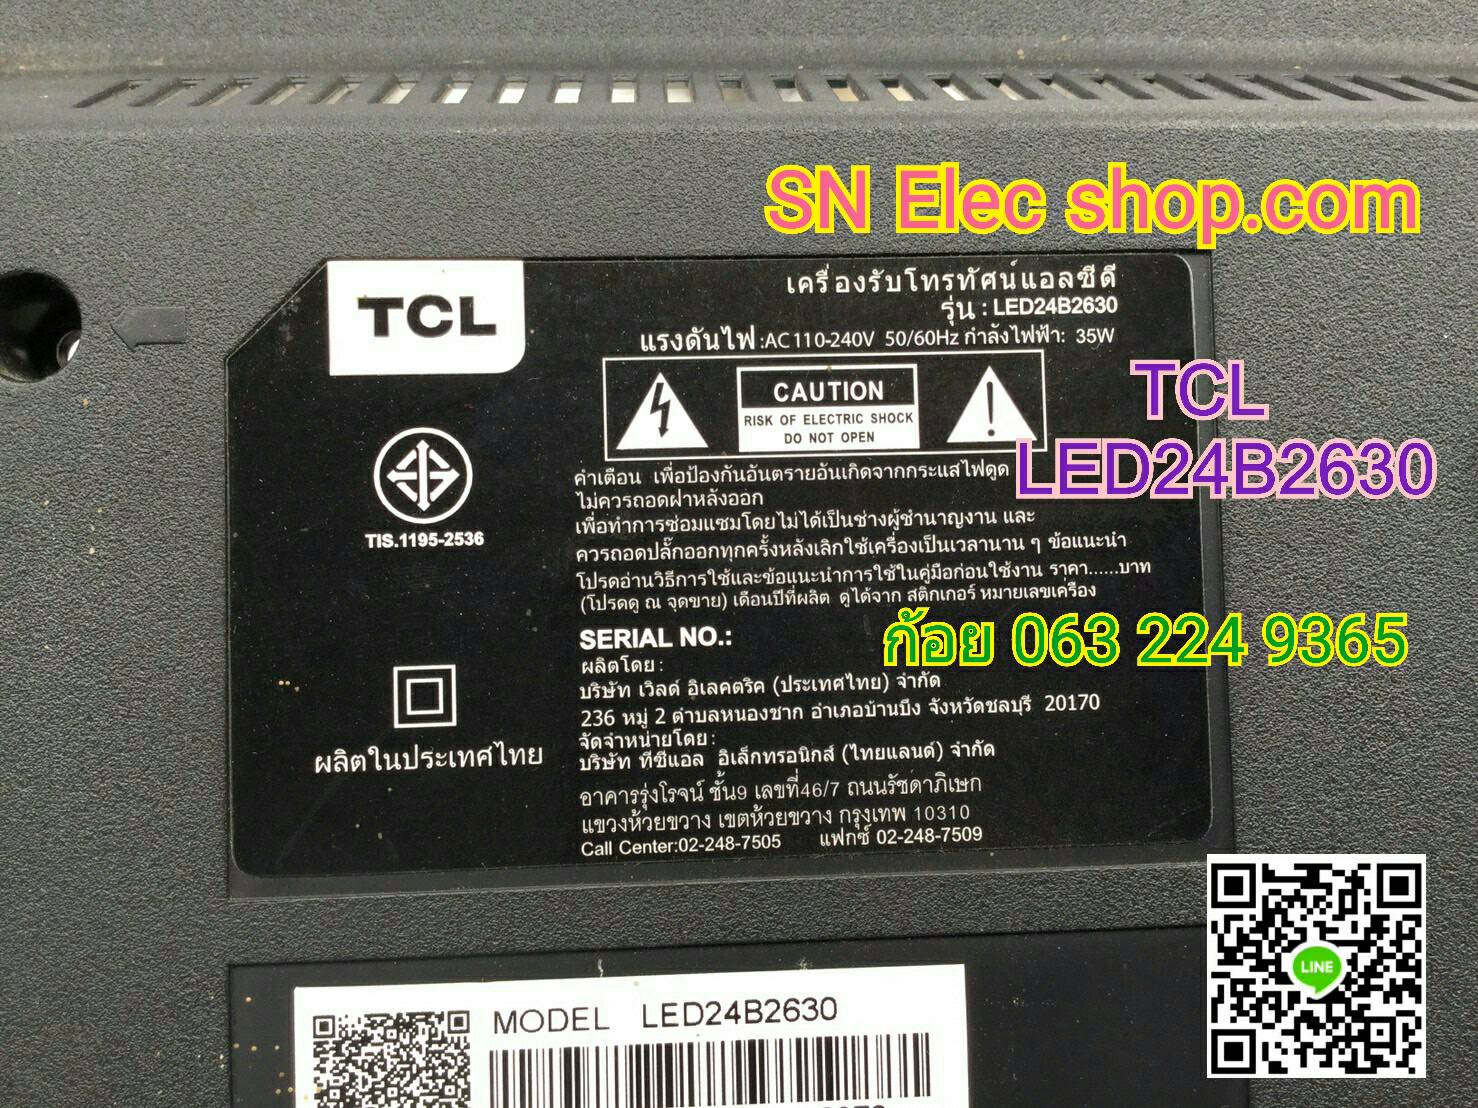 SN Elec shop.com
TCL
เครื่องรับโทรทัศน์แอลซีดี
รุ่น : LED24B2630
แรงดันไฟ :AC 110-240V 50/60Hz กำลังไฟฟ้า: 35W
CAUTION
RISK OF ELECTRIC SHOCK
DO NOT OPEN
TCL
LED24B2630
TIS.1195-2536
คำเตือน เพื่อป้องกันอันตรายอันเกิดจากกระแสไฟดูด
ไม่ควรถอดฝาหลังออก
เพื่อทำการซ่อมแซมโดยไม่ได้เป็นช่างผู้ชำนาญงาน และ
ควรถอดปลั๊กออกทุกครั้งหลังเลิกใช้เครื่องเป็นเวลานาน ๆ ข้อแนะนำ
โปรดอ่านวิธีการใช้และข้อแนะนำการใช้ในคู่มือก่อนใช้งาน ราคา......บาท
(โปรดดู ณ จุดขาย) เดือนปีที่ผลิต ดูได้จาก สติกเกอร์ หมายเลขเครื่อง
SERIAL NO.:
ก้อย 063 224 9365
ผลิตโดย :
บริษัท เวิลด์ อิเลคตริค (ประเทศไทย) จำกัด
236 หมู่ 2 ตำบลหนองชาก อำเภอบ้านบึง จังหวัดชลบุรี 20170
จัดจำหน่ายโดย :
บริษัท ทีซีแอล อิเล็กทรอนิกส์ (ไทยแลนด์) จำกัด
อาคารรุ่งโรจน์ ชั้น9 เลขที่46/7 ถนนรัชดาภิเษก
แขวงห้วยขวาง เขตห้วยขวาง กรุงเทพ 10310
Call Center:02-248-7505 แฟกซ์ 02-248-7509
ผลิตในประเทศไทย
LINE
MODEL LED24B2630